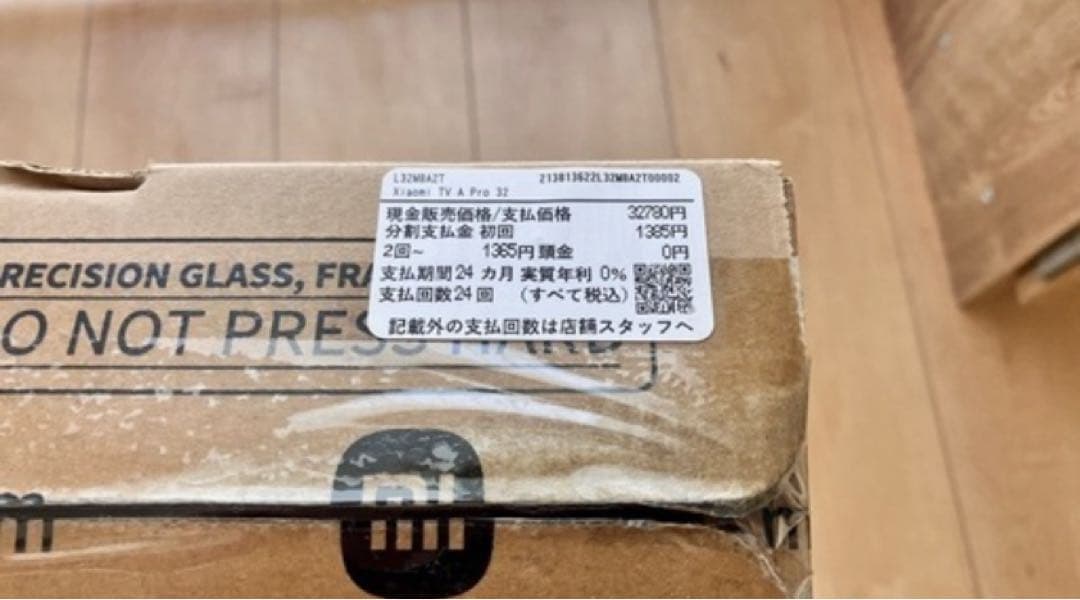 L32M8A2T 213813622L32M8A2T00002
Xiaomi TV A Pro 32
現金販売価格/支払価格 32780円
分割支払金 初回 1385円
2回~ 1365円 頭金 0円
支払期間24 カ月 実質年利 0%
支払回数24 回 (すべて税込)
記載外の支払回数は店舗スタッフへ
RECISION GLASS, FRA
O NOT PRESS HARD
mi
m